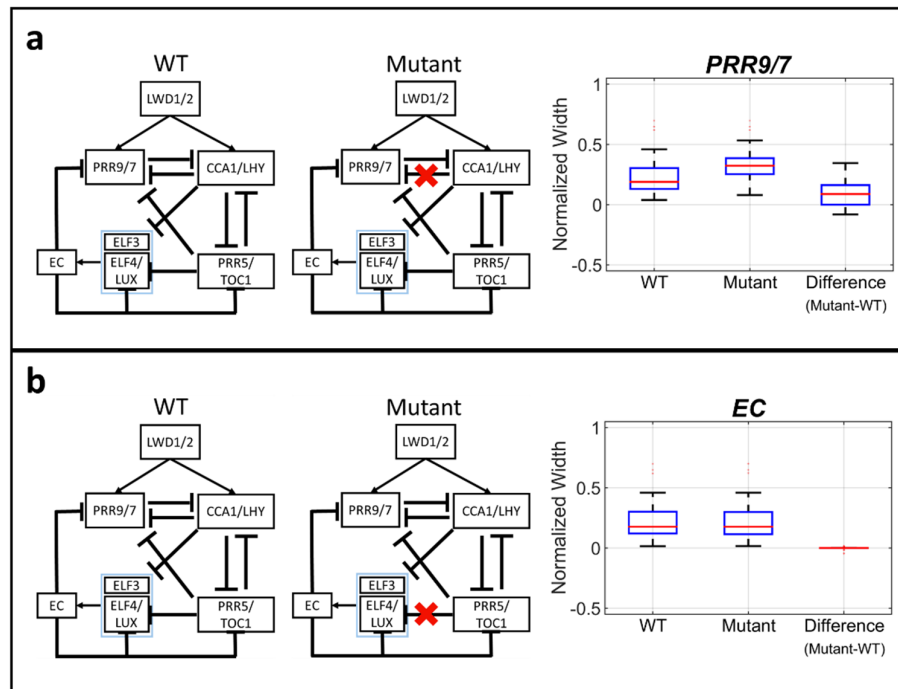 a
WT
LWD1/2
PRR9/7
CCA1/LHY
ELF3
ELF4/
LUX
EC
PRR5/
TOC1
Mutant
LWD1/2
PRR9/7
CCA1/LHY
ELF3
ELF4/
LUX
EC
PRR5/
TOC1
PRR9/7
Normalized Width
1
0.5
0
-0.5
WT
Mutant
Difference
(Mutant-WT)
b
WT
LWD1/2
PRR9/7
CCA1/LHY
ELF3
ELF4/
LUX
EC
PRR5/
TOC1
Mutant
LWD1/2
PRR9/7
CCA1/LHY
ELF3
ELF4/
LUX
EC
PRR5/
TOC1
EC
Normalized Width
1
0.5
0
-0.5
WT
Mutant
Difference
(Mutant-WT)